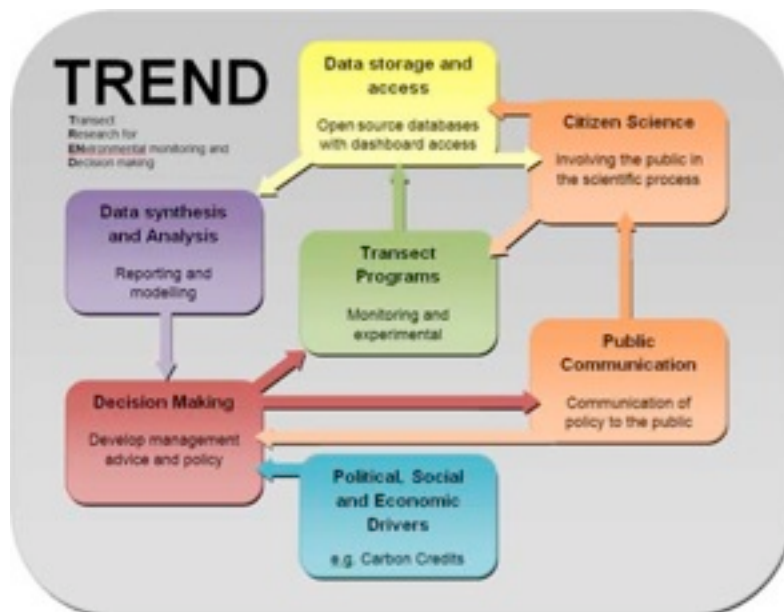 TREND
Transect
Research for
ENvironmental monitoring and
Decision making
Data storage and
access
Open source databases
with dashboard access
Citizen Science
Involving the public in
the scientific process
Data synthesis
and Analysis
Reporting and
modelling
Transect
Programs
Monitoring and
experimental
Public
Communication
Communication of
policy to the public
Decision Making
Develop management
advice and policy
Political, Social
and Economic
Drivers
e.g. Carbon Credits